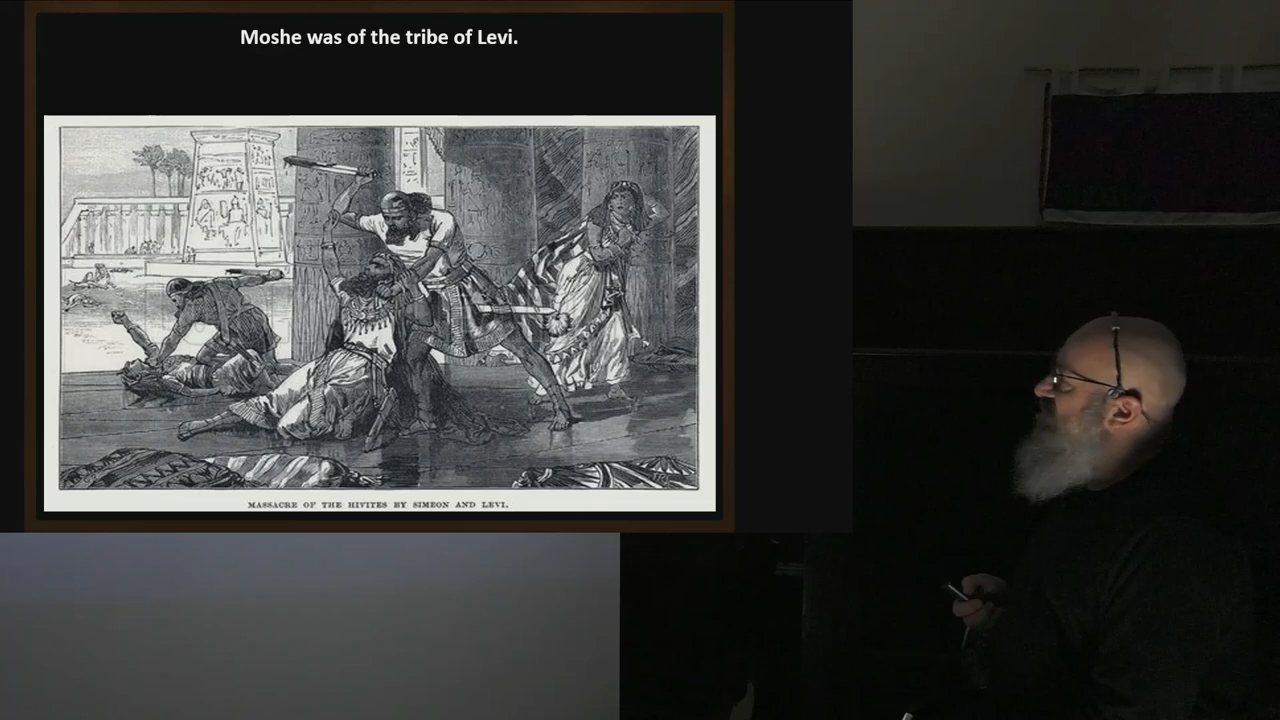 Moshe was of the tribe of Levi.
MASSACRE OF THE HIVITES BY SIMEON AND LEVI.